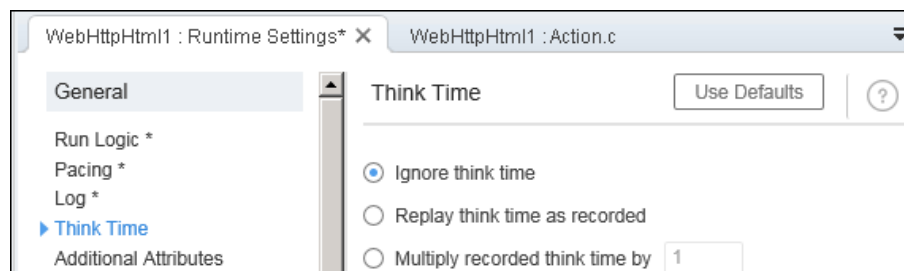 WebHttpHtml1 : Runtime Settings* ✕ WebHttpHtml1 : Action.c
General
Think Time
Use Defaults
?
Run Logic *
Pacing *
Log *
Think Time
Additional Attributes
Ignore think time
Replay think time as recorded
Multiply recorded think time by 1